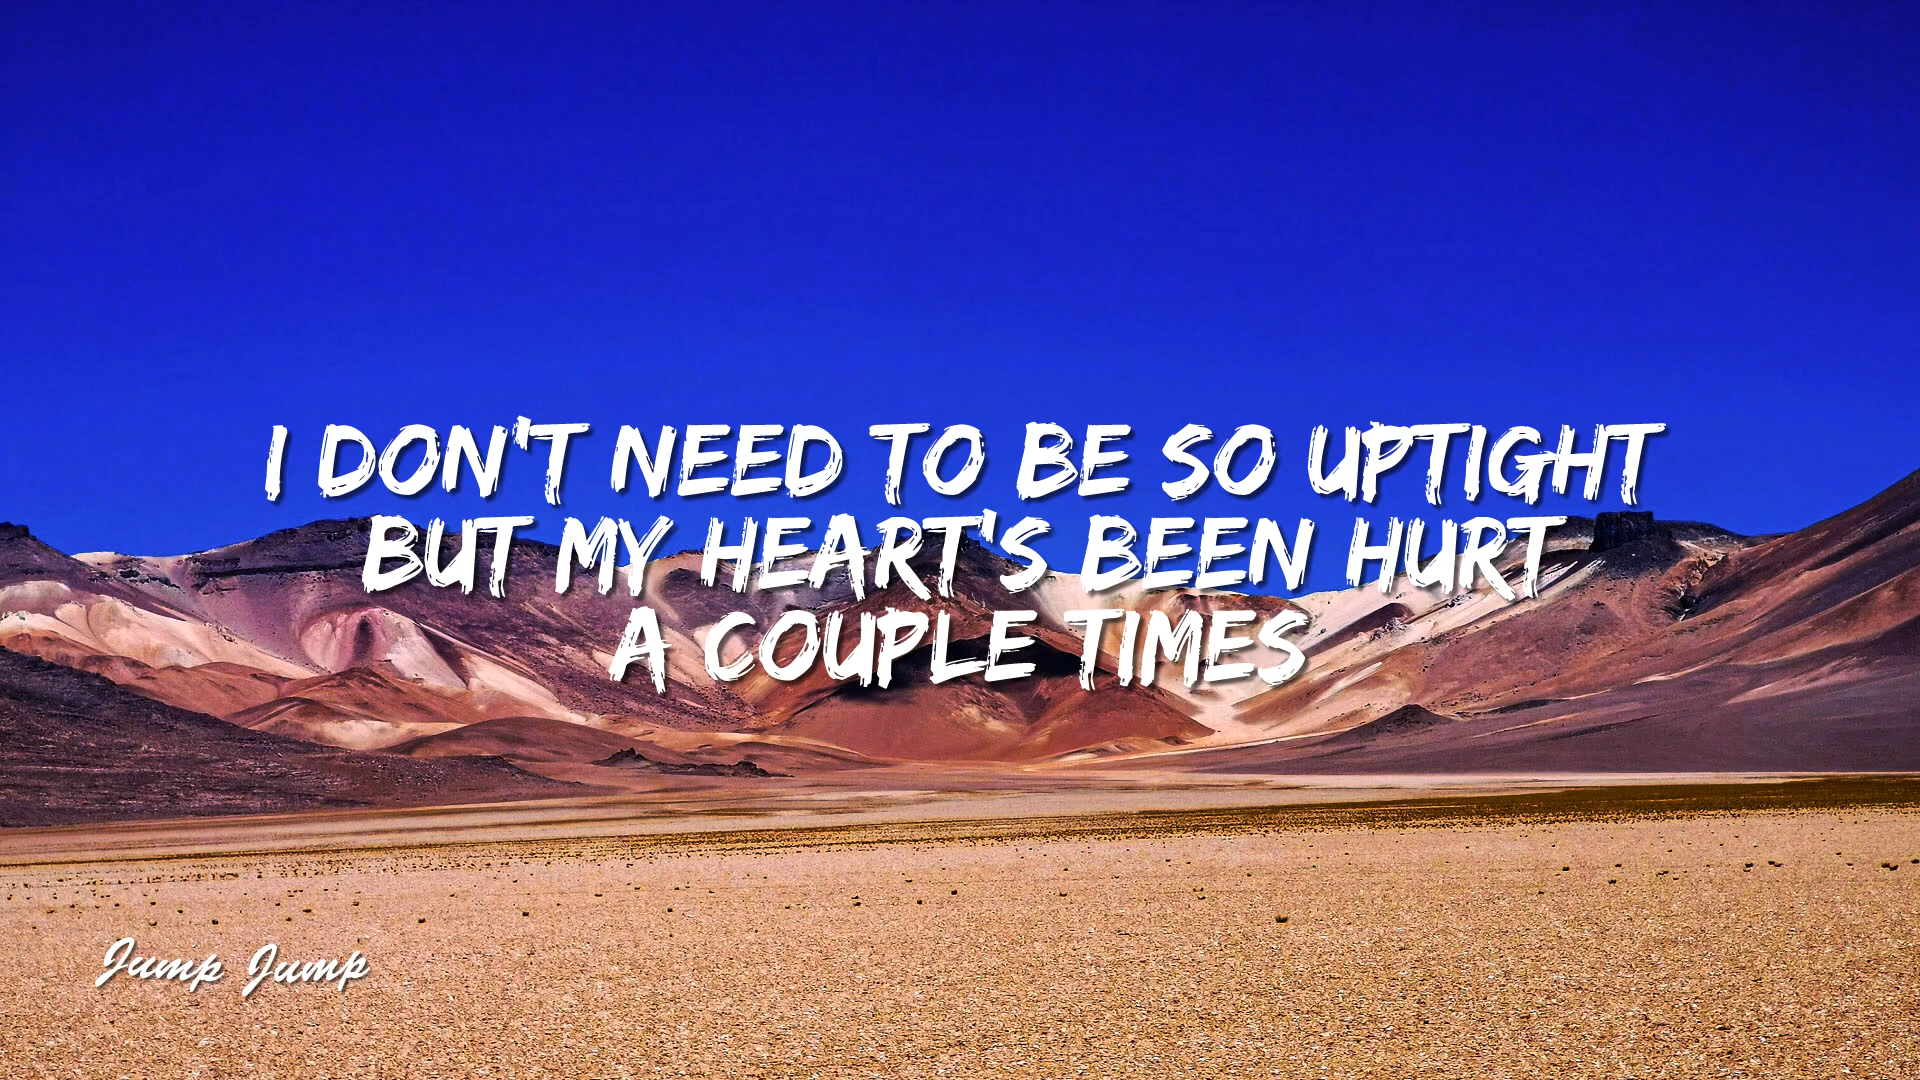 I DON'T NEED TO BE SO UPTIGHT
BUT MY HEART'S BEEN HURT
A COUPLE TIMES
Jump Jump